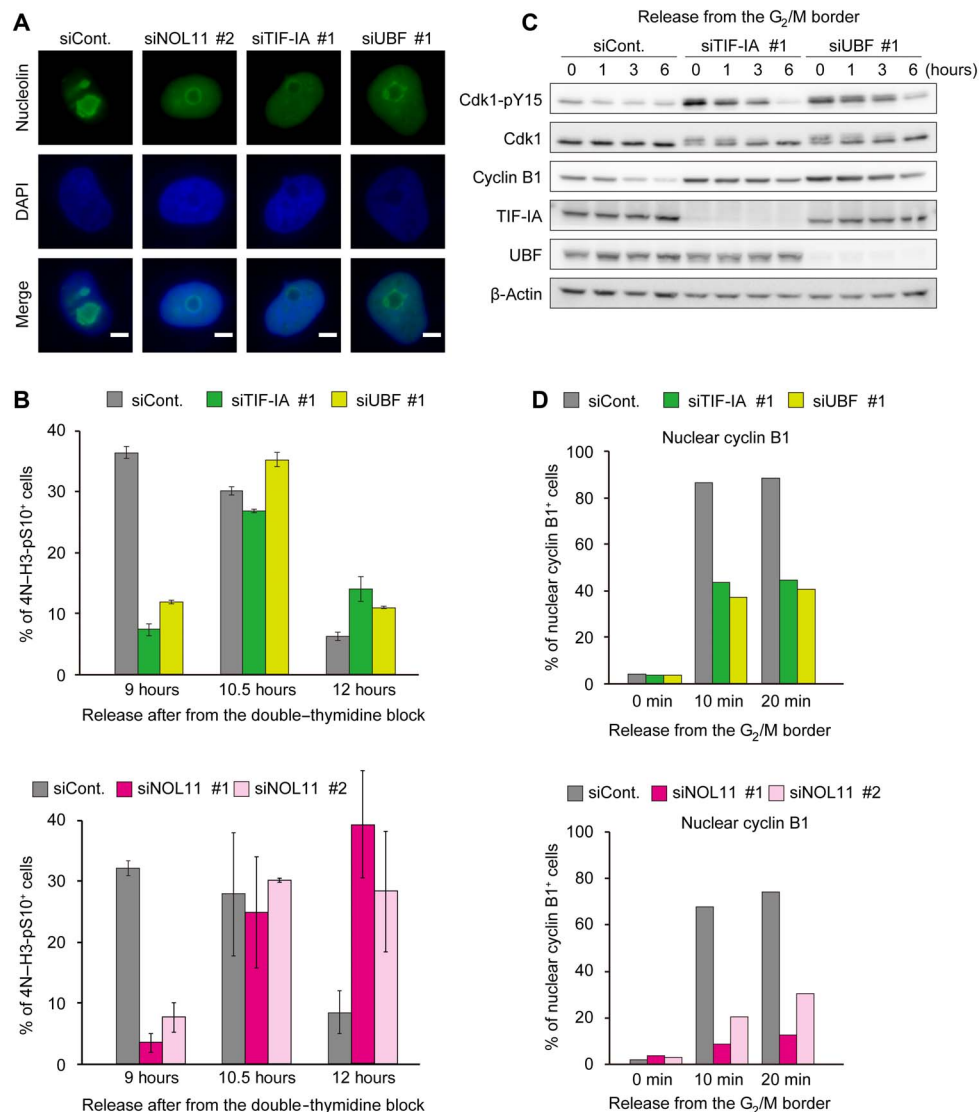 A
siCont. siNOL11 #2 siTIF-IA #1 siUBF #1
Nucleolin
DAPI
Merge
C
Release from the G2/M border
siCont. siTIF-IA #1 siUBF #1
0 1 3 6 0 1 3 6 0 1 3 6 (hours)
Cdk1-pY15
Cdk1
Cyclin B1
TIF-IA
UBF
β-Actin
B
siCont. siTIF-IA #1 siUBF #1
% of 4N–H3-pS10+ cells
40
30
20
10
0
9 hours 10.5 hours 12 hours
Release after from the double–thymidine block
siCont. siNOL11 #1 siNOL11 #2
% of 4N–H3-pS10+ cells
40
30
20
10
0
9 hours 10.5 hours 12 hours
Release after from the double–thymidine block
D
siCont. siTIF-IA #1 siUBF #1
Nuclear cyclin B1
% of nuclear cyclin B1+ cells
100
80
60
40
20
0
0 min 10 min 20 min
Release from the G2/M border
siCont. siNOL11 #1 siNOL11 #2
Nuclear cyclin B1
% of nuclear cyclin B1+ cells
100
80
60
40
20
0
0 min 10 min 20 min
Release from the G2/M border